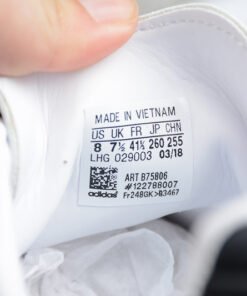 MADE IN VIETNAM
US UK FR JP CHN
8 7½ 41⅓ 260 255
LHG 029003 03/18
ART B75806
#122788007
adidas Fr248GK>B3467